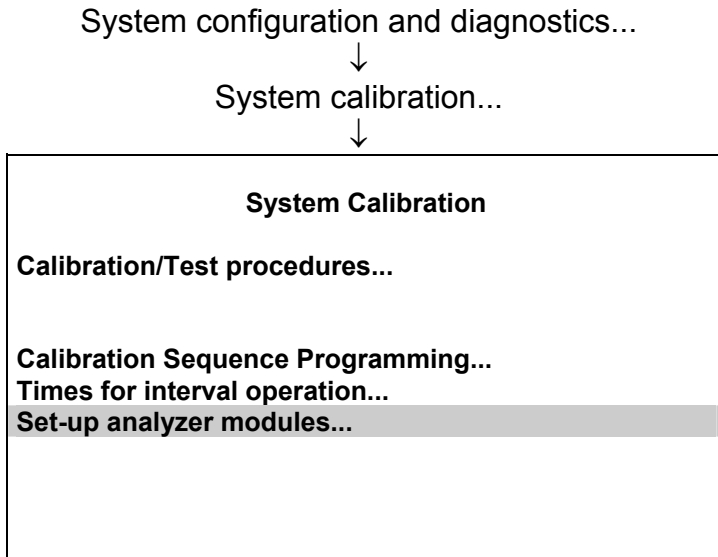 System configuration and diagnostics...
↓
System calibration...
↓
System Calibration
Calibration/Test procedures...
Calibration Sequence Programming...
Times for interval operation...
Set-up analyzer modules...